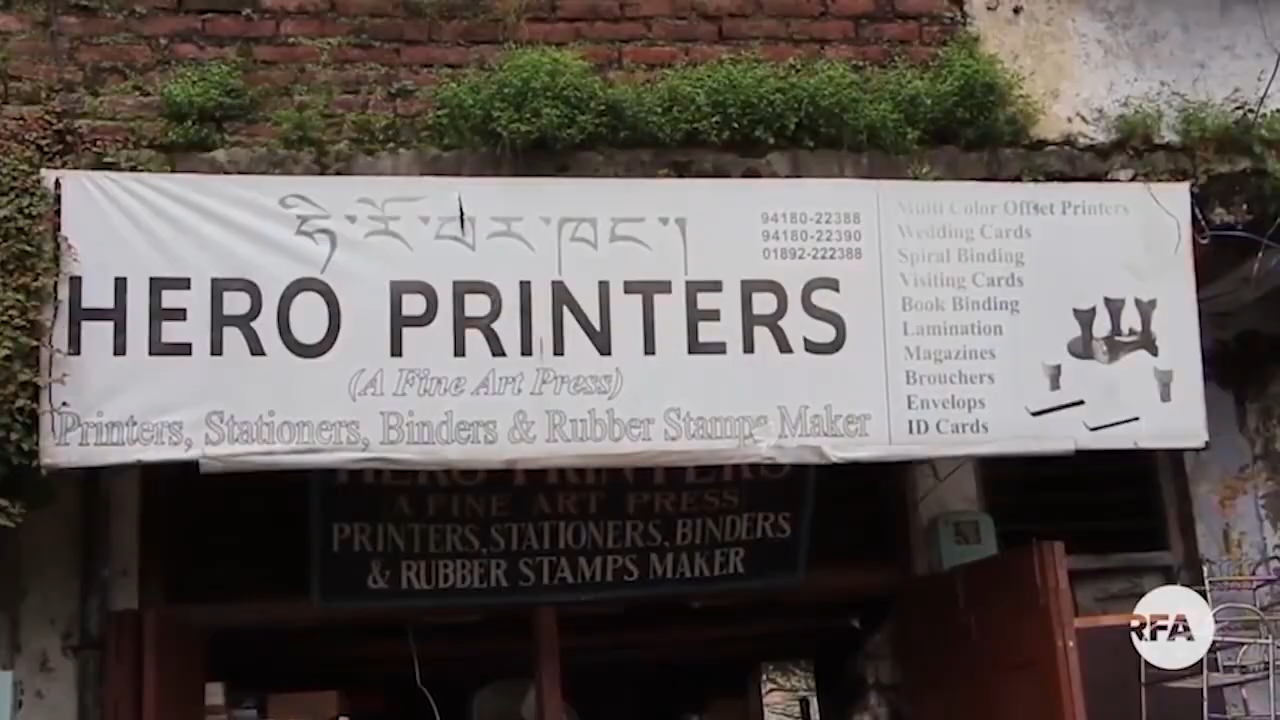 ཧི་རོ་པར་ཁང་།
94180-22388
94180-22390
01892-222388
HERO PRINTERS
(A Fine Art Press)
Printers, Stationers, Binders & Rubber Stamps Maker
Multi Color Offset Printers
Wedding Cards
Spiral Binding
Visiting Cards
Book Binding
Lamination
Magazines
Brouchers
Envelops
ID Cards
HERO PRINTERS
A FINE ART PRESS
PRINTERS, STATIONERS, BINDERS
& RUBBER STAMPS MAKER
RFA